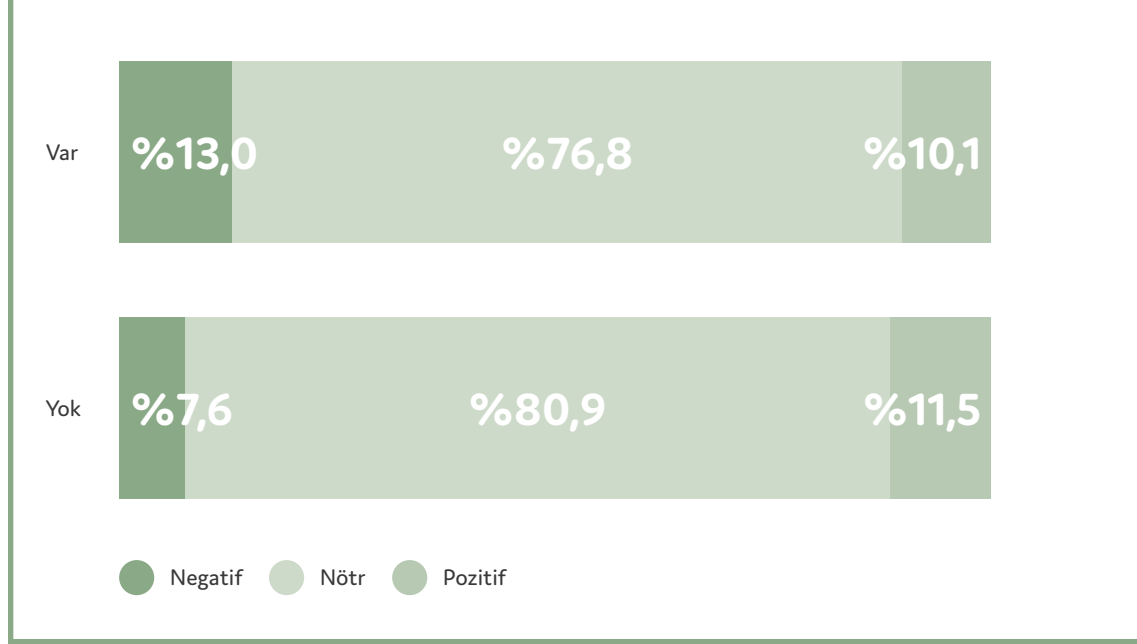 Var %13,0 %76,8 %10,1
Yok %7,6 %80,9 %11,5
Negatif Nötr Pozitif